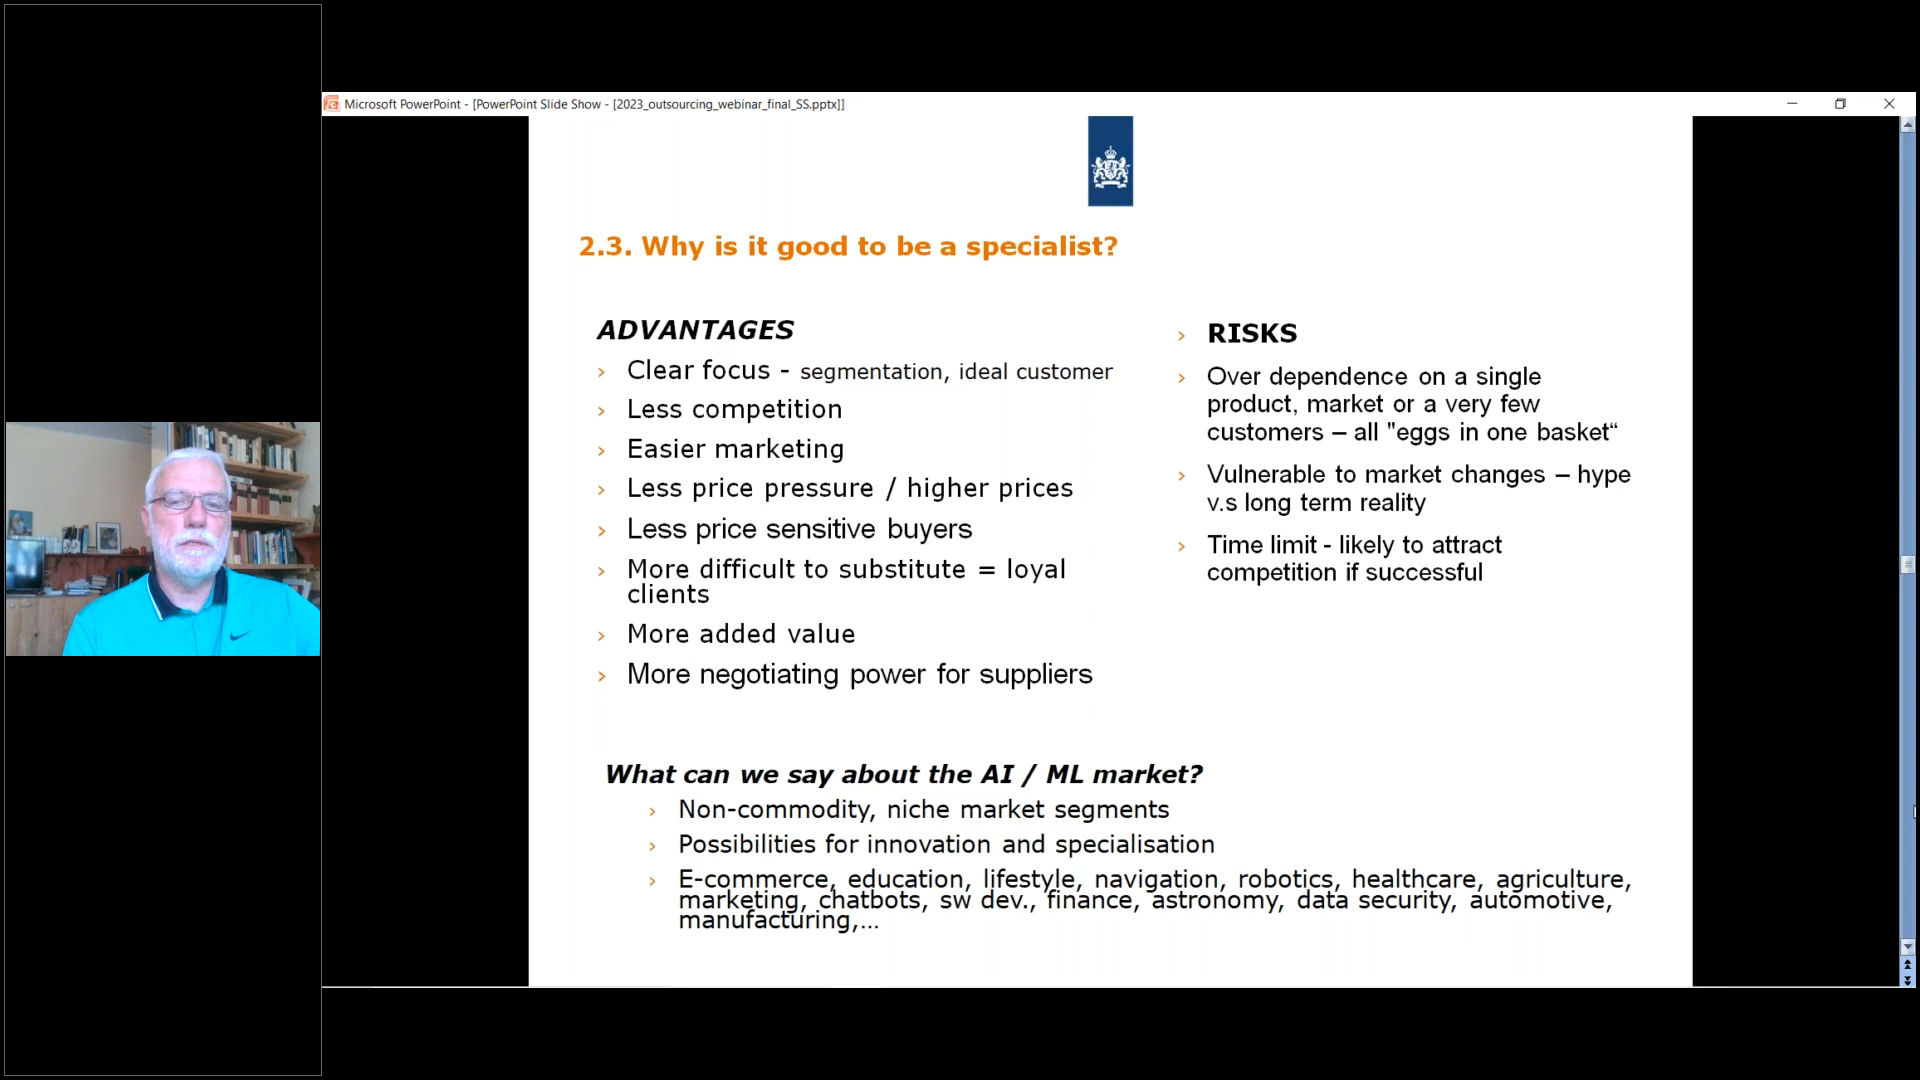 Microsoft PowerPoint - [PowerPoint Slide Show - [2023_outsourcing_webinar_final_SS.pptx]]
2.3. Why is it good to be a specialist?
ADVANTAGES
› Clear focus - segmentation, ideal customer
› Less competition
› Easier marketing
› Less price pressure / higher prices
› Less price sensitive buyers
› More difficult to substitute = loyal
clients
› More added value
› More negotiating power for suppliers
› RISKS
› Over dependence on a single
product, market or a very few
customers – all "eggs in one basket“
› Vulnerable to market changes – hype
v.s long term reality
› Time limit - likely to attract
competition if successful
What can we say about the AI / ML market?
› Non-commodity, niche market segments
› Possibilities for innovation and specialisation
› E-commerce, education, lifestyle, navigation, robotics, healthcare, agriculture,
marketing, chatbots, sw dev., finance, astronomy, data security, automotive,
manufacturing,...